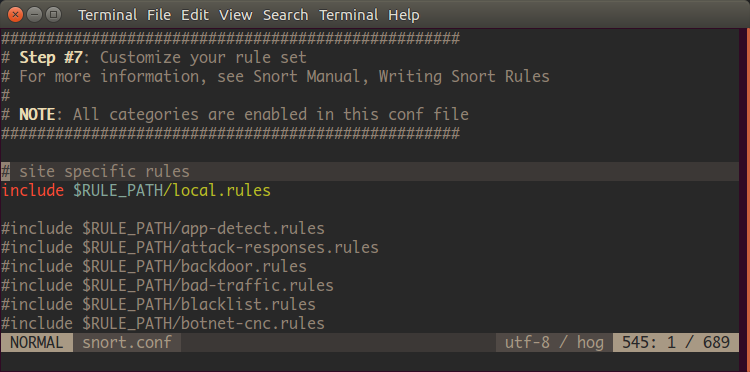 Terminal File Edit View Search Terminal Help
###################################################
# Step #7: Customize your rule set
# For more information, see Snort Manual, Writing Snort Rules
#
# NOTE: All categories are enabled in this conf file
###################################################
# site specific rules
include $RULE_PATH/local.rules
#include $RULE_PATH/app-detect.rules
#include $RULE_PATH/attack-responses.rules
#include $RULE_PATH/backdoor.rules
#include $RULE_PATH/bad-traffic.rules
#include $RULE_PATH/blacklist.rules
#include $RULE_PATH/botnet-cnc.rules
NORMAL snort.conf utf-8 / hog 545: 1 / 689